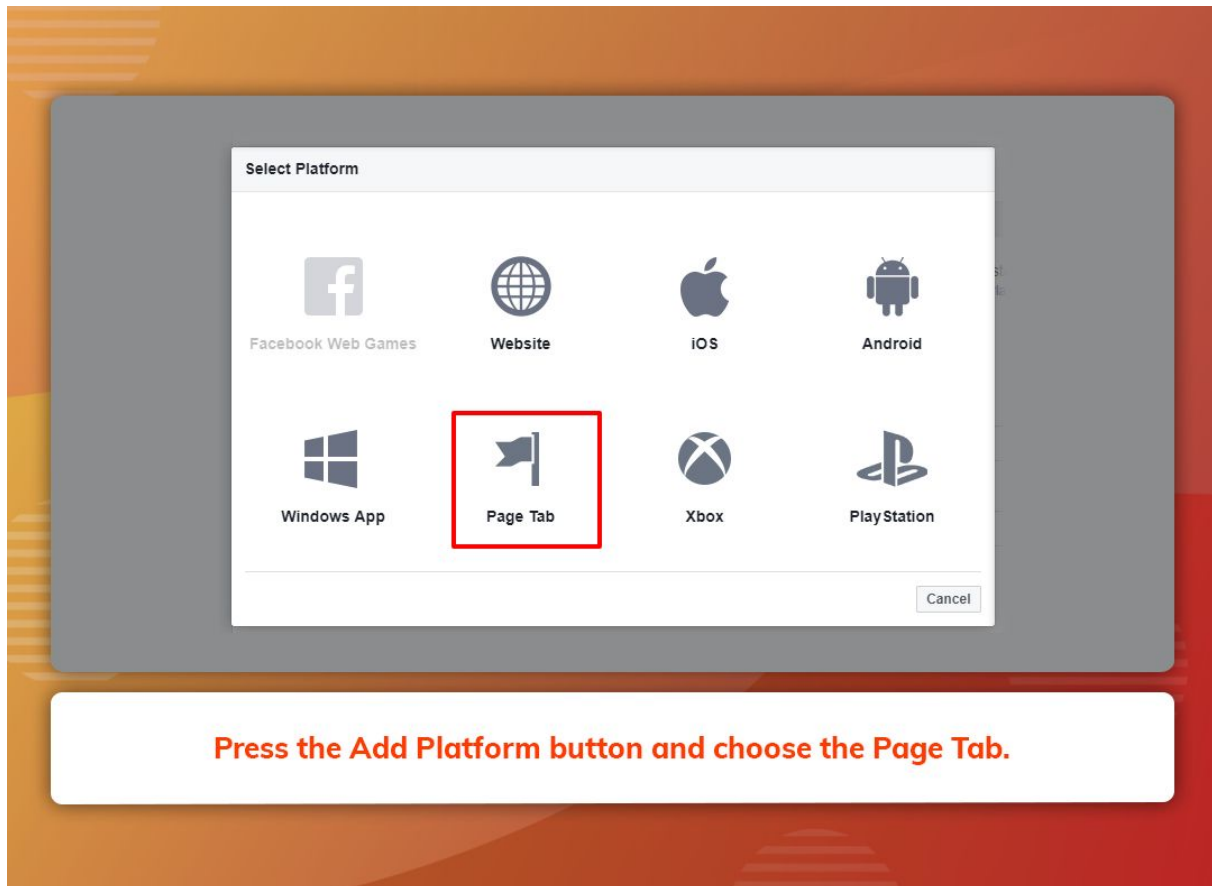 Select Platform
Facebook Web Games
Website
iOS
Android
Windows App
Page Tab
Xbox
PlayStation
Cancel
Press the Add Platform button and choose the Page Tab.